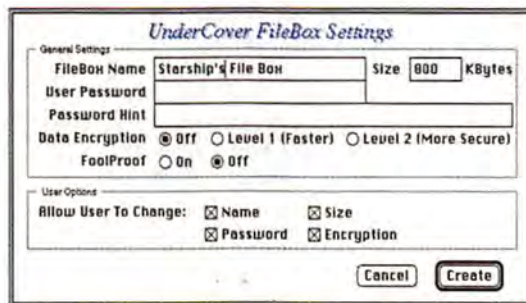 UnderCover FileBox Settings
General Settings
FileBox Name Starship's File Box Size 800 KBytes
User Password
Password Hint
Data Encryption Off Level 1 (Faster) Level 2 (More Secure)
FoolProof On Off
User Options
Allow User To Change: Name Size
Password Encryption
Cancel Create